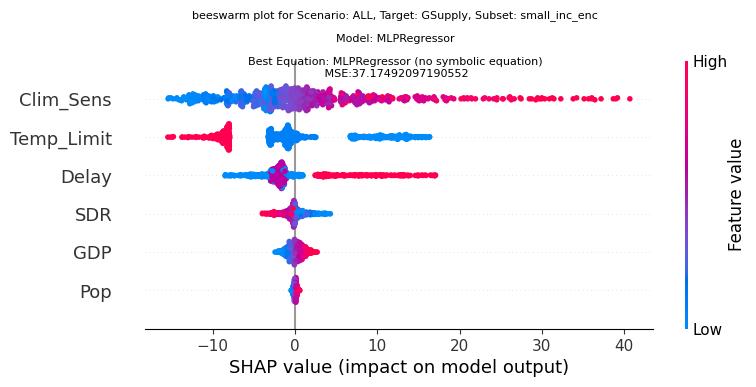 beeswarm plot for Scenario: ALL, Target: GSupply, Subset: small_inc_enc
Model: MLPRegressor
Best Equation: MLPRegressor (no symbolic equation)
MSE:37.17492097190552
High
Clim_Sens
Temp_Limit
Delay
SDR
GDP
Pop
Feature value
Low
−10 0 10 20 30 40
SHAP value (impact on model output)